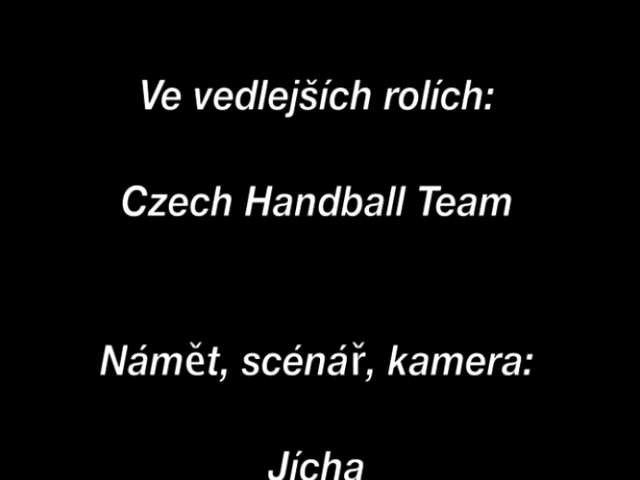 Ve vedlejších rolích:
Czech Handball Team
Námět, scénář, kamera:
Jícha